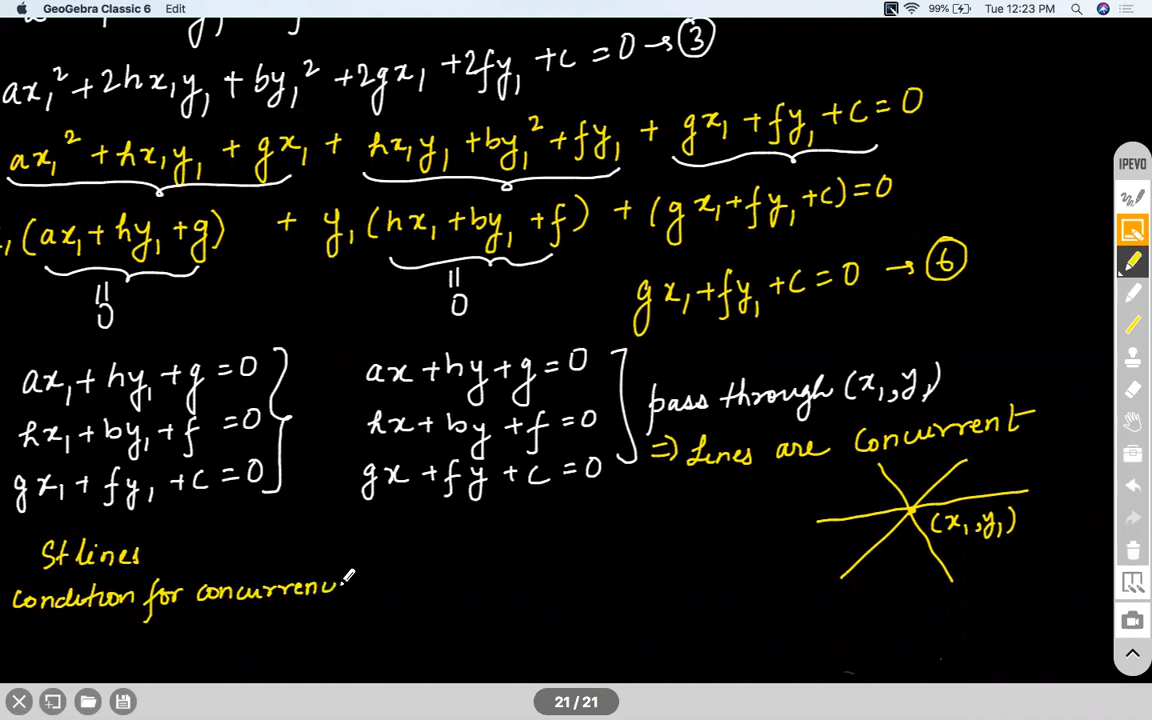 GeoGebra Classic 6 Edit 99% Tue 12:23 PM
ax₁² + 2hx₁y₁ + by₁² + 2gx₁ + 2fy₁ + c = 0 → ③
ax₁² + hx₁y₁ + gx₁ + hx₁y₁ + by₁² + fy₁ + gx₁ + fy₁ + c = 0
₁(ax₁ + hy₁ + g) + y₁(hx₁ + by₁ + f) + (gx₁ + fy₁ + c) = 0
= 0 = 0
gx₁ + fy₁ + c = 0 → ⑥
ax₁ + hy₁ + g = 0
hx₁ + by₁ + f = 0
gx₁ + fy₁ + c = 0
ax + hy + g = 0
hx + by + f = 0
gx + fy + c = 0
pass through (x₁, y₁)
⇒ Lines are concurrent
(x₁, y₁)
St lines
condition for concurrenc
IPEVO
21 / 21